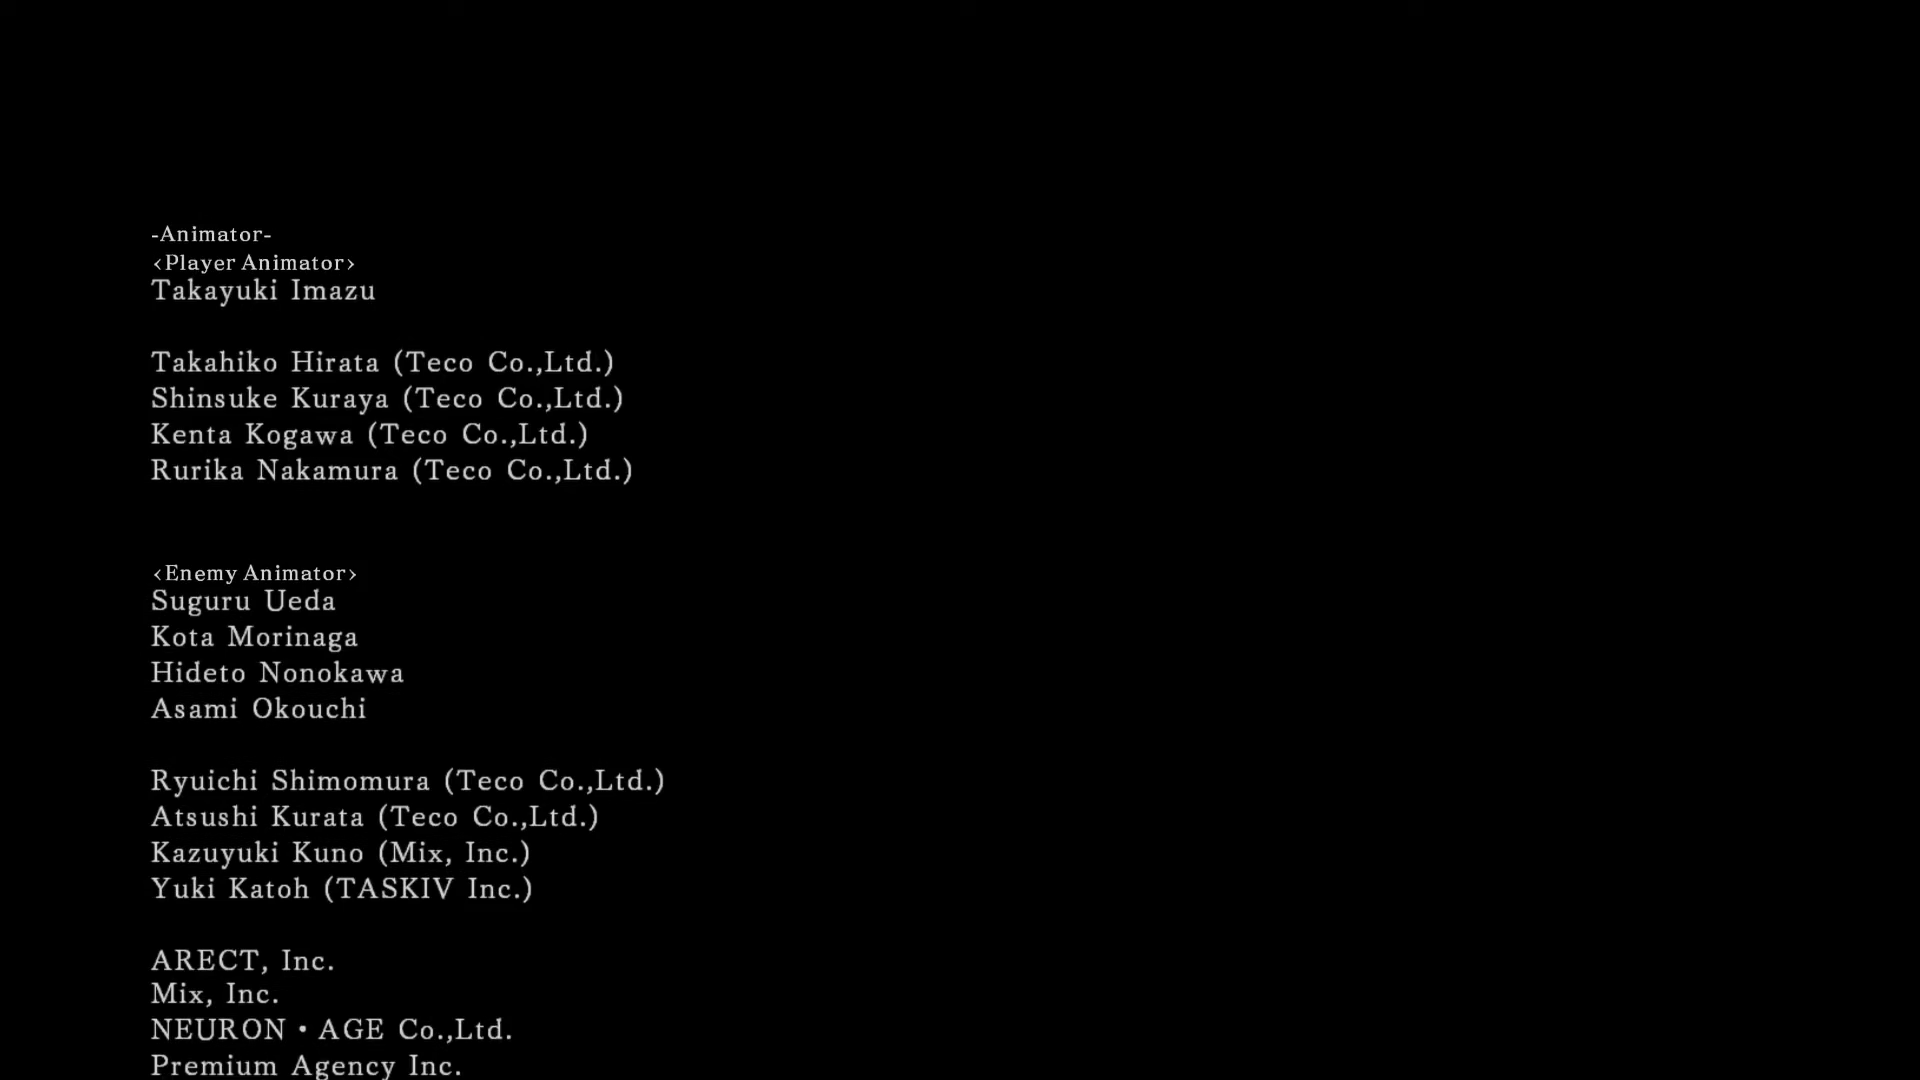 -Animator-
‹Player Animator›
Takayuki Imazu
Takahiko Hirata (Teco Co.,Ltd.)
Shinsuke Kuraya (Teco Co.,Ltd.)
Kenta Kogawa (Teco Co.,Ltd.)
Rurika Nakamura (Teco Co.,Ltd.)
‹Enemy Animator›
Suguru Ueda
Kota Morinaga
Hideto Nonokawa
Asami Okouchi
Ryuichi Shimomura (Teco Co.,Ltd.)
Atsushi Kurata (Teco Co.,Ltd.)
Kazuyuki Kuno (Mix, Inc.)
Yuki Katoh (TASKIV Inc.)
ARECT, Inc.
Mix, Inc.
NEURON・AGE Co.,Ltd.
Premium Agency Inc.